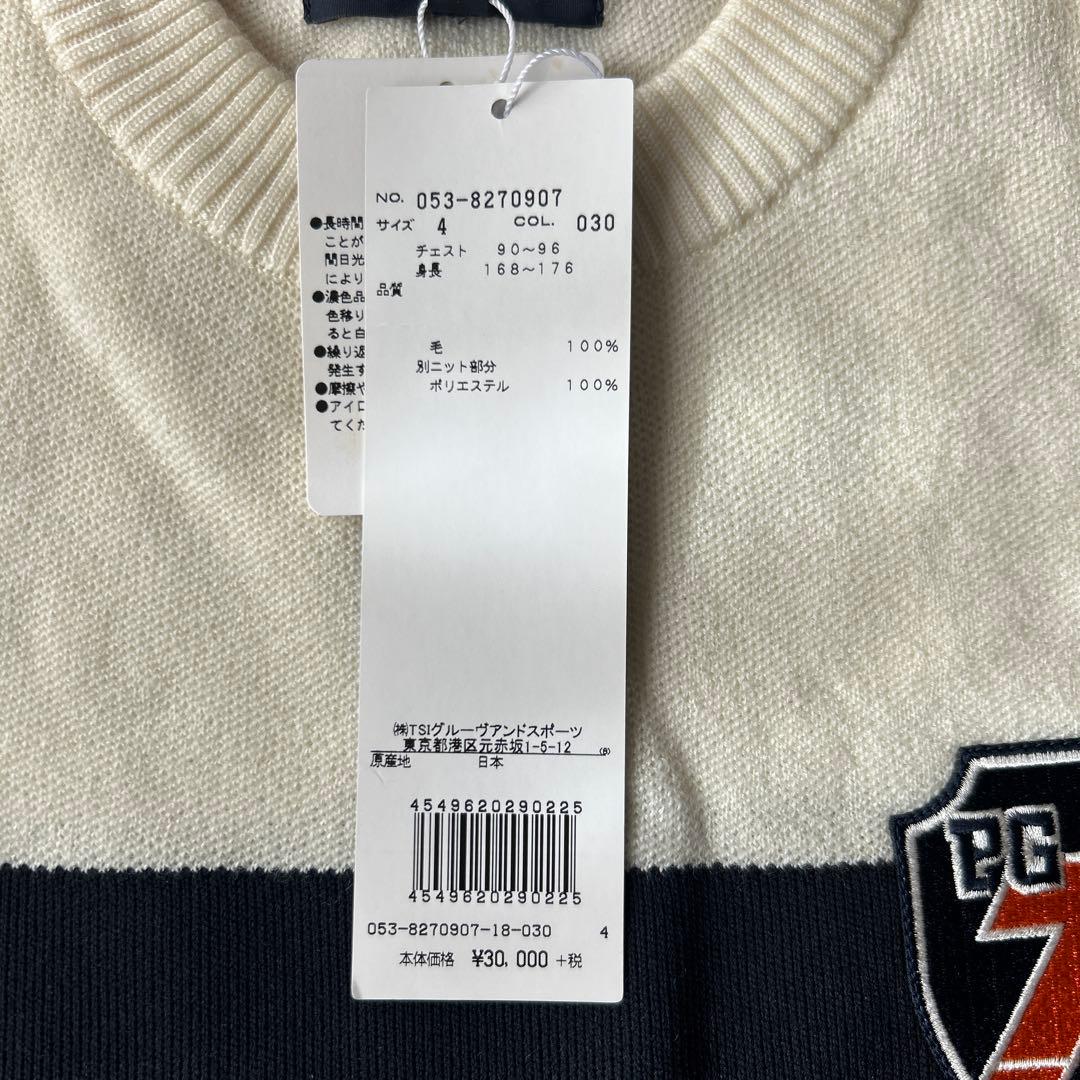 NO. 053-8270907
サイズ 4 COL. 030
チェスト 90～96
身長 168～176
品質
毛 100%
別ニット部分
ポリエステル 100%
㈱TSIグルーヴアンドスポーツ
東京都港区元赤坂1-5-12 (6)
原産地 日本
4549620290225
4549620290225
053-8270907-18-030 4
本体価格 ¥30,000 +税
●長時間
ことが
間日光
により
●濃色品
色移り
ると白
●繰り返
発生す
●摩擦や
●アイロ
てくだ
PG
7